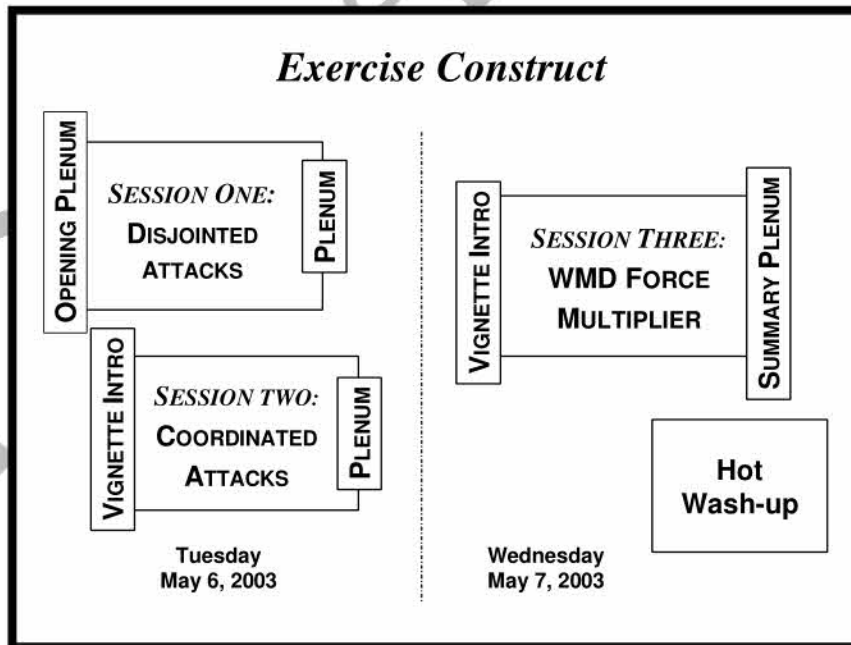 Exercise Construct
OPENING PLENUM
SESSION ONE:
DISJOINTED
ATTACKS
PLENUM
VIGNETTE INTRO
SESSION TWO:
COORDINATED
ATTACKS
PLENUM
Tuesday
May 6, 2003
VIGNETTE INTRO
SESSION THREE:
WMD FORCE
MULTIPLIER
SUMMARY PLENUM
Hot
Wash-up
Wednesday
May 7, 2003